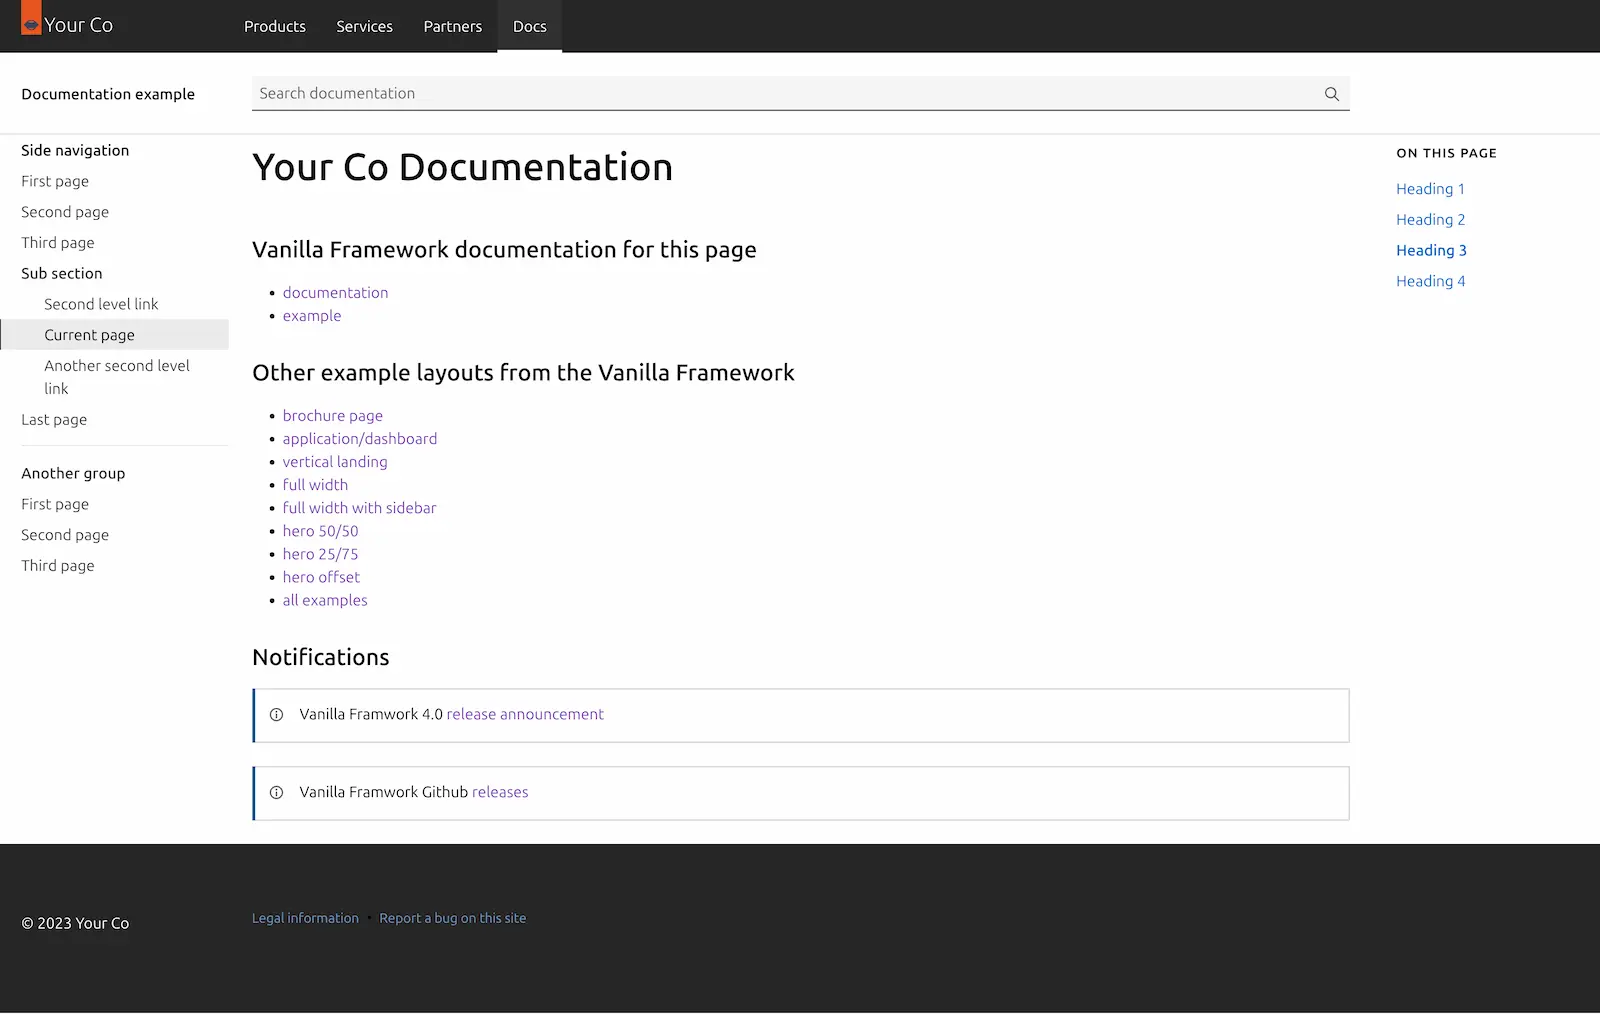 Your Co
Products
Services
Partners
Docs
Documentation example
Search documentation
Side navigation
First page
Second page
Third page
Sub section
Second level link
Current page
Another second level
link
Last page
Another group
First page
Second page
Third page
Your Co Documentation
Vanilla Framework documentation for this page
• documentation
• example
Other example layouts from the Vanilla Framework
• brochure page
• application/dashboard
• vertical landing
• full width
• full width with sidebar
• hero 50/50
• hero 25/75
• hero offset
• all examples
Notifications
Vanilla Framwork 4.0 release announcement
Vanilla Framwork Github releases
ON THIS PAGE
Heading 1
Heading 2
Heading 3
Heading 4
© 2023 Your Co
Legal information • Report a bug on this site